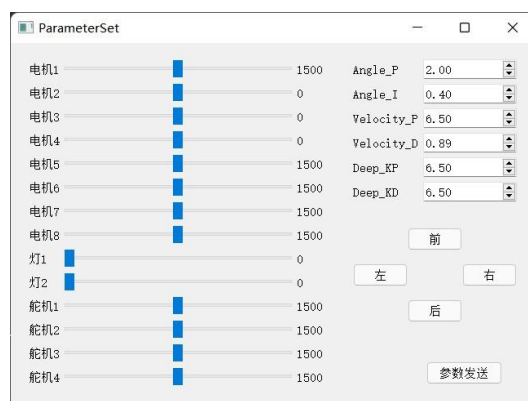 ParameterSet
电机1 1500 Angle_P 2.00
电机2 0 Angle_I 0.40
电机3 0 Velocity_P 6.50
电机4 0 Velocity_D 0.89
电机5 1500 Deep_KP 6.50
电机6 1500 Deep_KD 6.50
电机7 1500
电机8 1500 前
灯1 0
左 右
灯2 0
舵机1 1500 后
舵机2 1500
舵机3 1500
舵机4 1500 参数发送